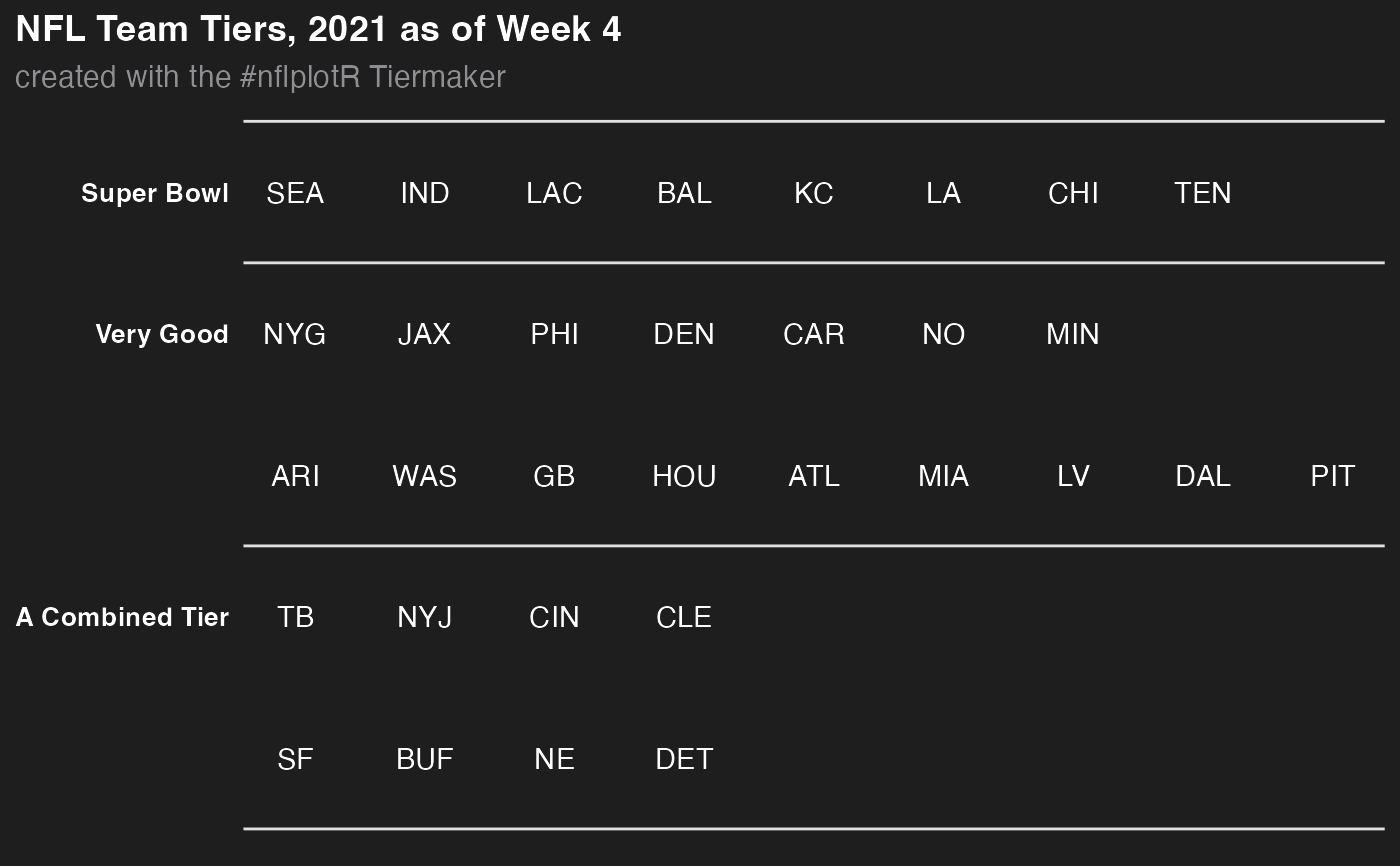 NFL Team Tiers, 2021 as of Week 4
created with the #nflplotR Tiermaker
Super Bowl SEA IND LAC BAL KC LA CHI TEN
Very Good NYG JAX PHI DEN CAR NO MIN
ARI WAS GB HOU ATL MIA LV DAL PIT
A Combined Tier TB NYJ CIN CLE
SF BUF NE DET